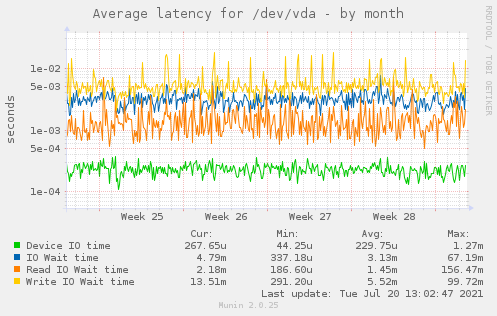 Average latency for /dev/vda - by month
RRDTOOL / TOBI OETIKER
seconds
1e-02
5e-03
1e-03
5e-04
1e-04
Week 25 Week 26 Week 27 Week 28
Cur: Min: Avg: Max:
Device IO time 267.65u 44.25u 229.75u 1.27m
IO Wait time 4.79m 337.18u 3.13m 67.19m
Read IO Wait time 2.18m 186.60u 1.45m 156.47m
Write IO Wait time 13.51m 291.20u 5.52m 99.72m
Last update: Tue Jul 20 13:02:47 2021
Munin 2.0.25